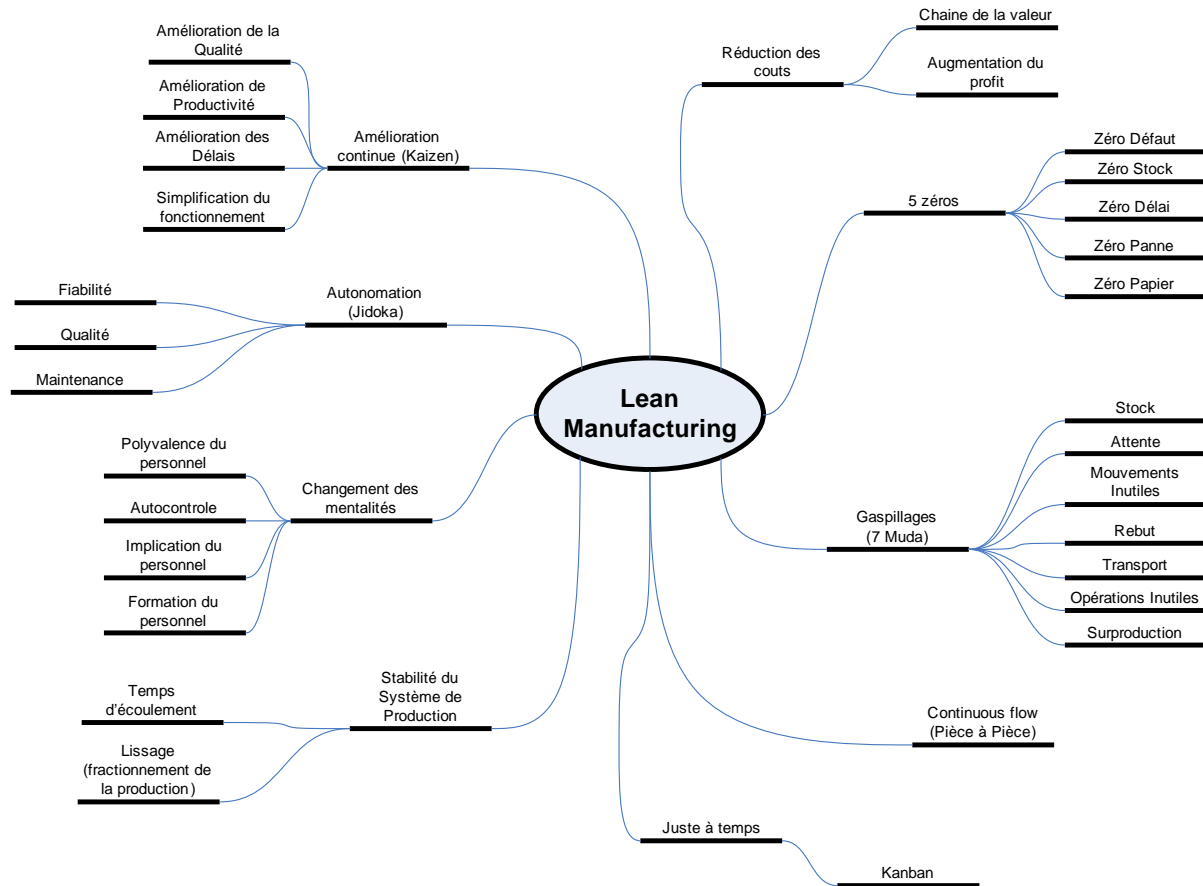 Lean
Manufacturing
Réduction des
couts
Chaine de la valeur
Augmentation du
profit
5 zéros
Zéro Défaut
Zéro Stock
Zéro Délai
Zéro Panne
Zéro Papier
Gaspillages
(7 Muda)
Stock
Attente
Mouvements
Inutiles
Rebut
Transport
Opérations Inutiles
Surproduction
Continuous flow
(Pièce à Pièce)
Juste à temps
Kanban
Stabilité du
Système de
Production
Temps
d'écoulement
Lissage
(fractionnement de
la production)
Changement des
mentalités
Polyvalence du
personnel
Autocontrole
Implication du
personnel
Formation du
personnel
Autonomation
(Jidoka)
Fiabilité
Qualité
Maintenance
Amélioration
continue (Kaizen)
Amélioration de la
Qualité
Amélioration de
Productivité
Amélioration des
Délais
Simplification du
fonctionnement